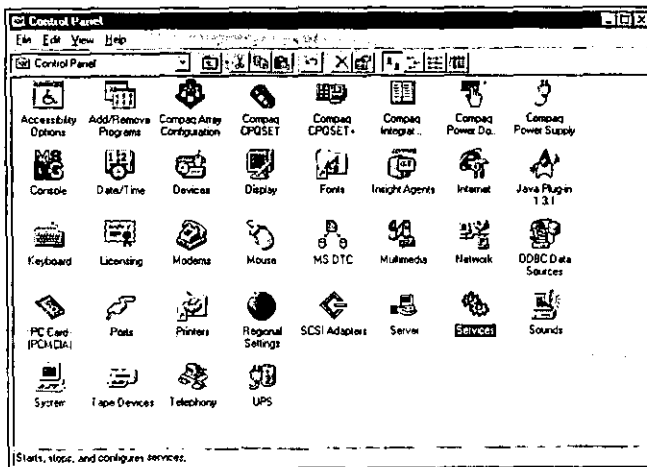 Control Panel
File Edit View Help
Control Panel
Accessibility Options
Add/Remove Programs
Compaq Array Configuration
Compaq CPQSET
Compaq CPQSET+
Compaq Integrat...
Compaq Power Do...
Compaq Power Supply
Console
Date/Time
Devices
Display
Fonts
Insight Agents
Internet
Java Plug-in 1.3.1
Keyboard
Licensing
Modems
Mouse
MS DTC
Multimedia
Network
ODBC Data Sources
PC Card (PCMCIA)
Ports
Printers
Regional Settings
SCSI Adapters
Server
Services
Sounds
System
Tape Devices
Telephony
UPS
Starts, stops, and configures services.